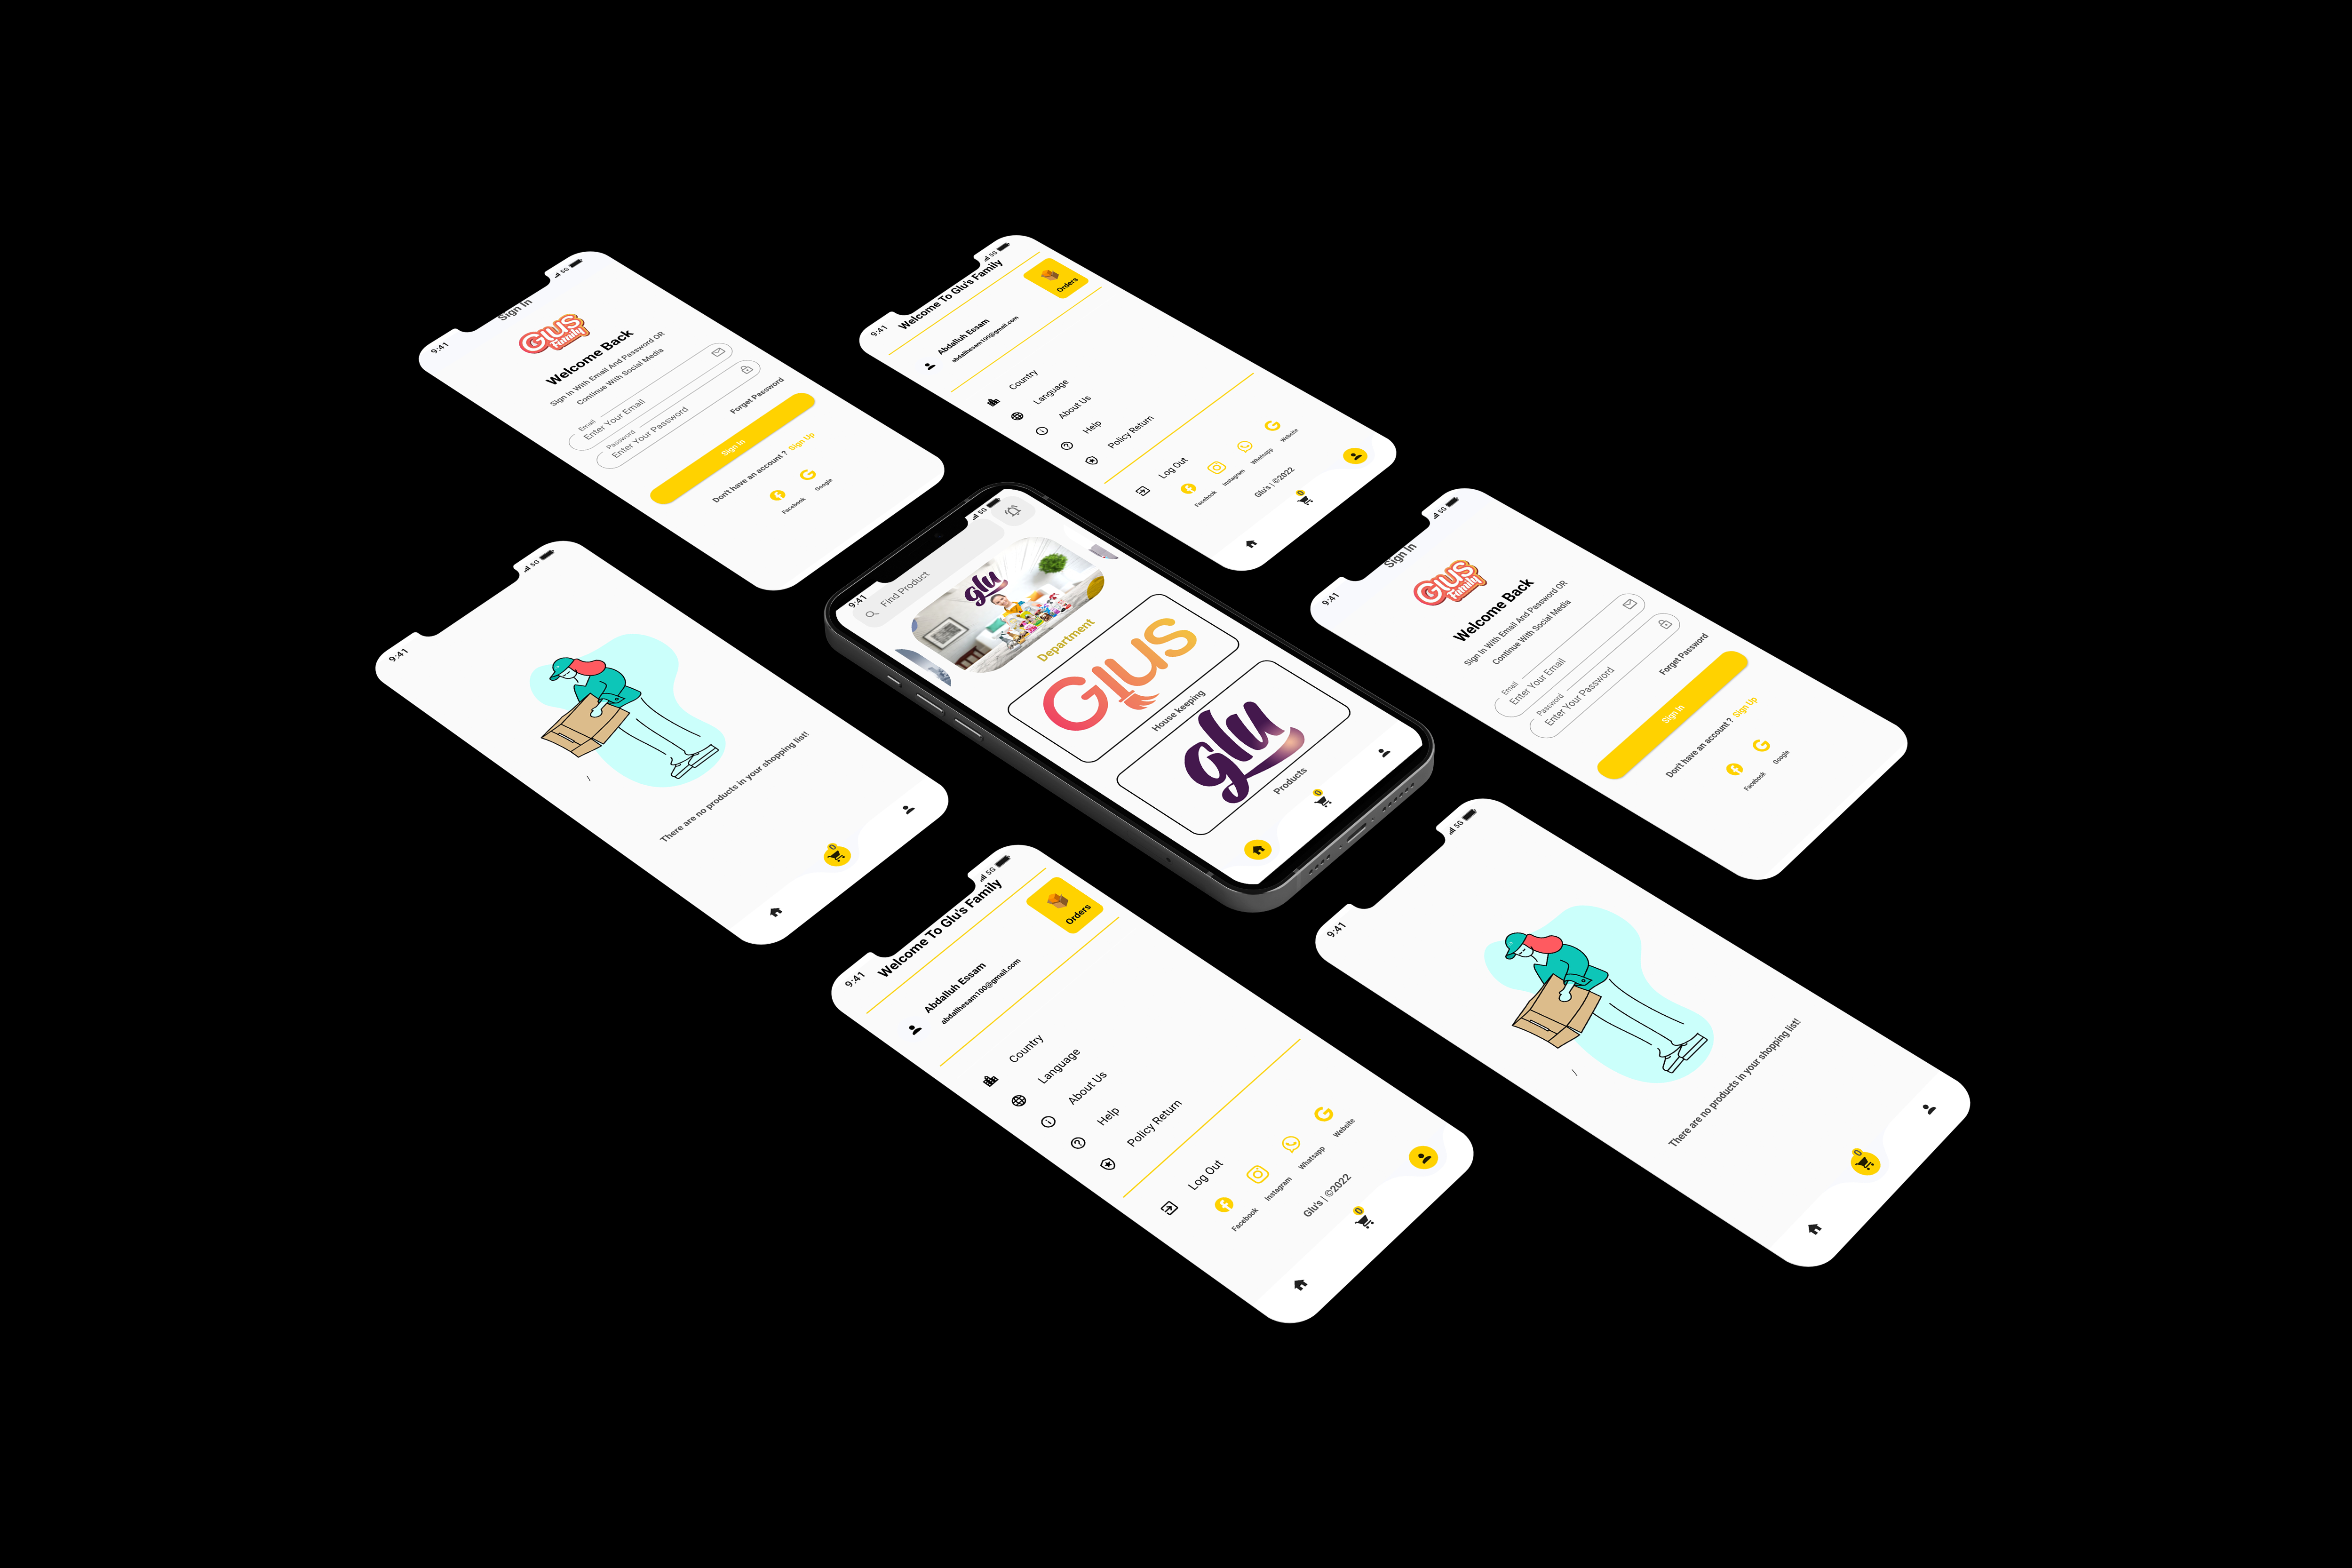 9:41
5G
Sign In
Glus
Family
Welcome Back
Sign In With Email And Password OR
Continue With Social Media
Email
Enter Your Email
Password
Enter Your Password
Forget Password
Sign In
Don't have an account ? Sign Up
Facebook
Google
9:41
5G
Welcome To Glu's Family
Orders
Abdalluh Essam
abdallhesam100@gmail.com
Country
Language
About Us
Help
Policy Return
Log Out
Facebook
Instagram
Whatsapp
Website
Glu's | ©2022
0
9:41
5G
There are no products in your shopping list!
0
9:41
5G
Find Product
glu
Department
Glus
House keeping
glu
Products
0
9:41
5G
Sign In
Glus
Family
Welcome Back
Sign In With Email And Password OR
Continue With Social Media
Email
Enter Your Email
Password
Enter Your Password
Forget Password
Sign In
Don't have an account ? Sign Up
Facebook
Google
9:41
5G
Welcome To Glu's Family
Orders
Abdalluh Essam
abdallhesam100@gmail.com
Country
Language
About Us
Help
Policy Return
Log Out
Facebook
Instagram
Whatsapp
Website
Glu's | ©2022
0
9:41
5G
There are no products in your shopping list!
0